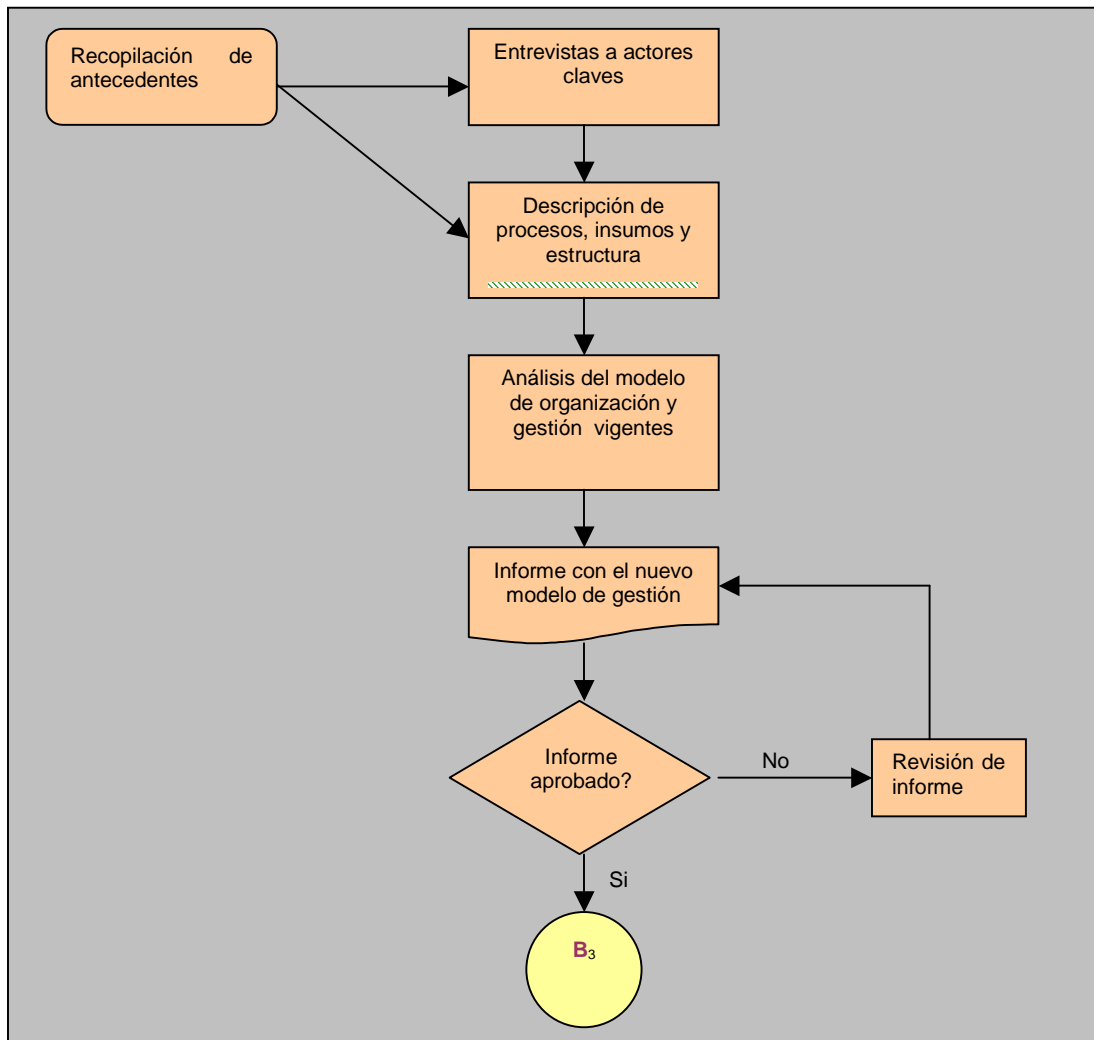 Recopilación de
antecedentes
Entrevistas a actores
claves
Descripción de
procesos, insumos y
estructura
Análisis del modelo
de organización y
gestión vigentes
Informe con el nuevo
modelo de gestión
Informe
aprobado?
No
Revisión de
informe
Si
B₃